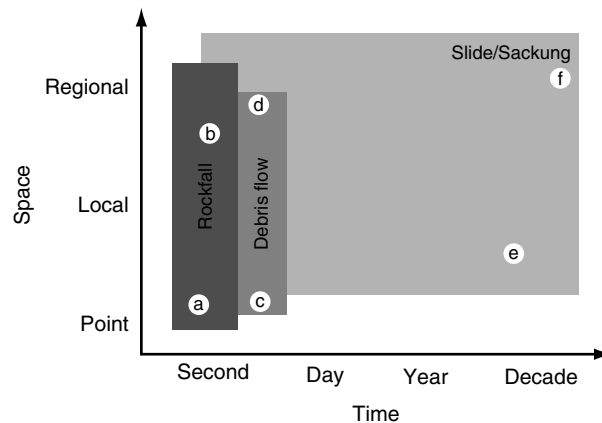 Slide/Sackung
f
Regional
d
b
Rockfall
Debris flow
Space
Local
e
a
c
Point
Second
Day
Year
Decade
Time